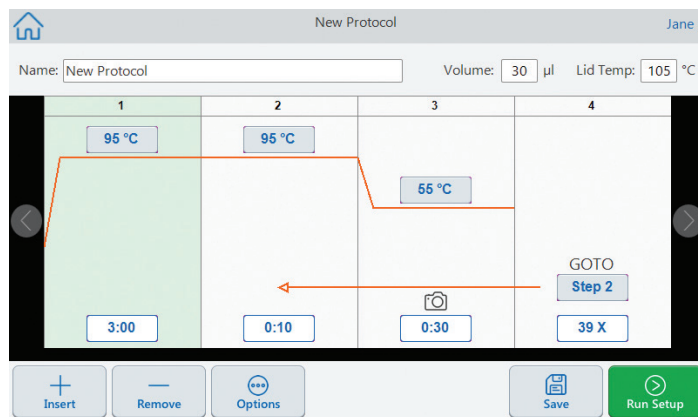 New Protocol
Jane
Name: New Protocol
Volume: 30 µl
Lid Temp: 105 °C
1 2 3 4
95 °C 95 °C
55 °C
GOTO
Step 2
3:00 0:10 0:30 39 X
Insert Remove Options Save Run Setup